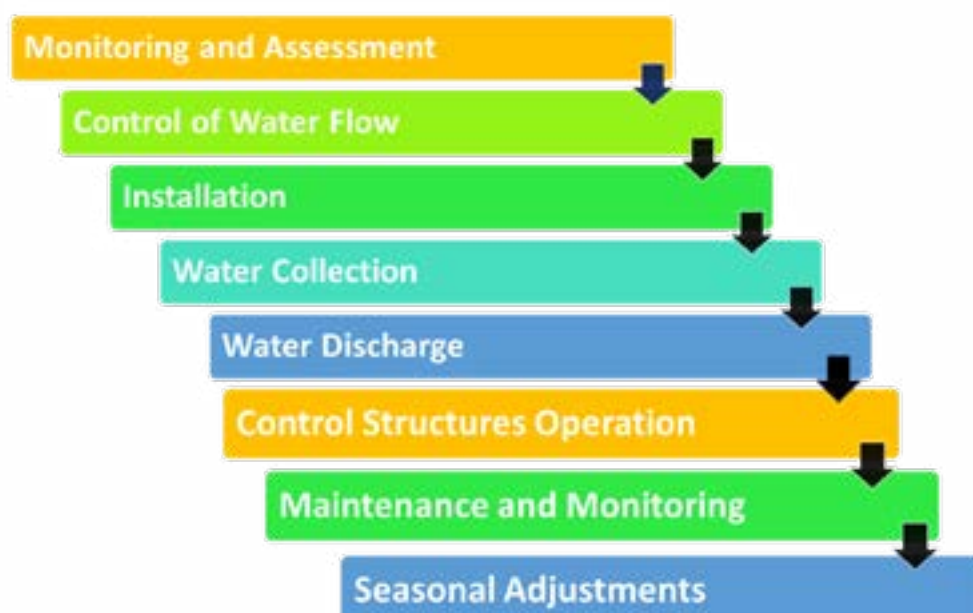 Monitoring and Assessment
Control of Water Flow
Installation
Water Collection
Water Discharge
Control Structures Operation
Maintenance and Monitoring
Seasonal Adjustments